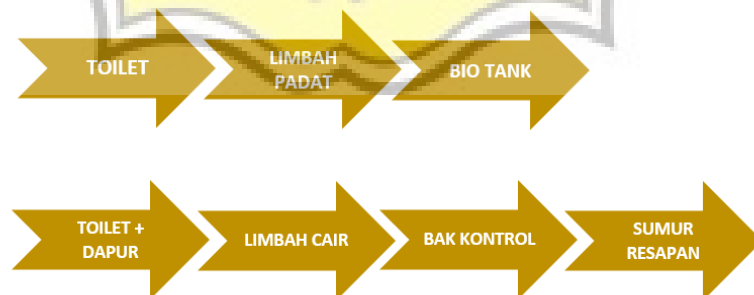 TOILET
LIMBAH
PADAT
BIO TANK
TOILET +
DAPUR
LIMBAH CAIR
BAK KONTROL
SUMUR
RESAPAN